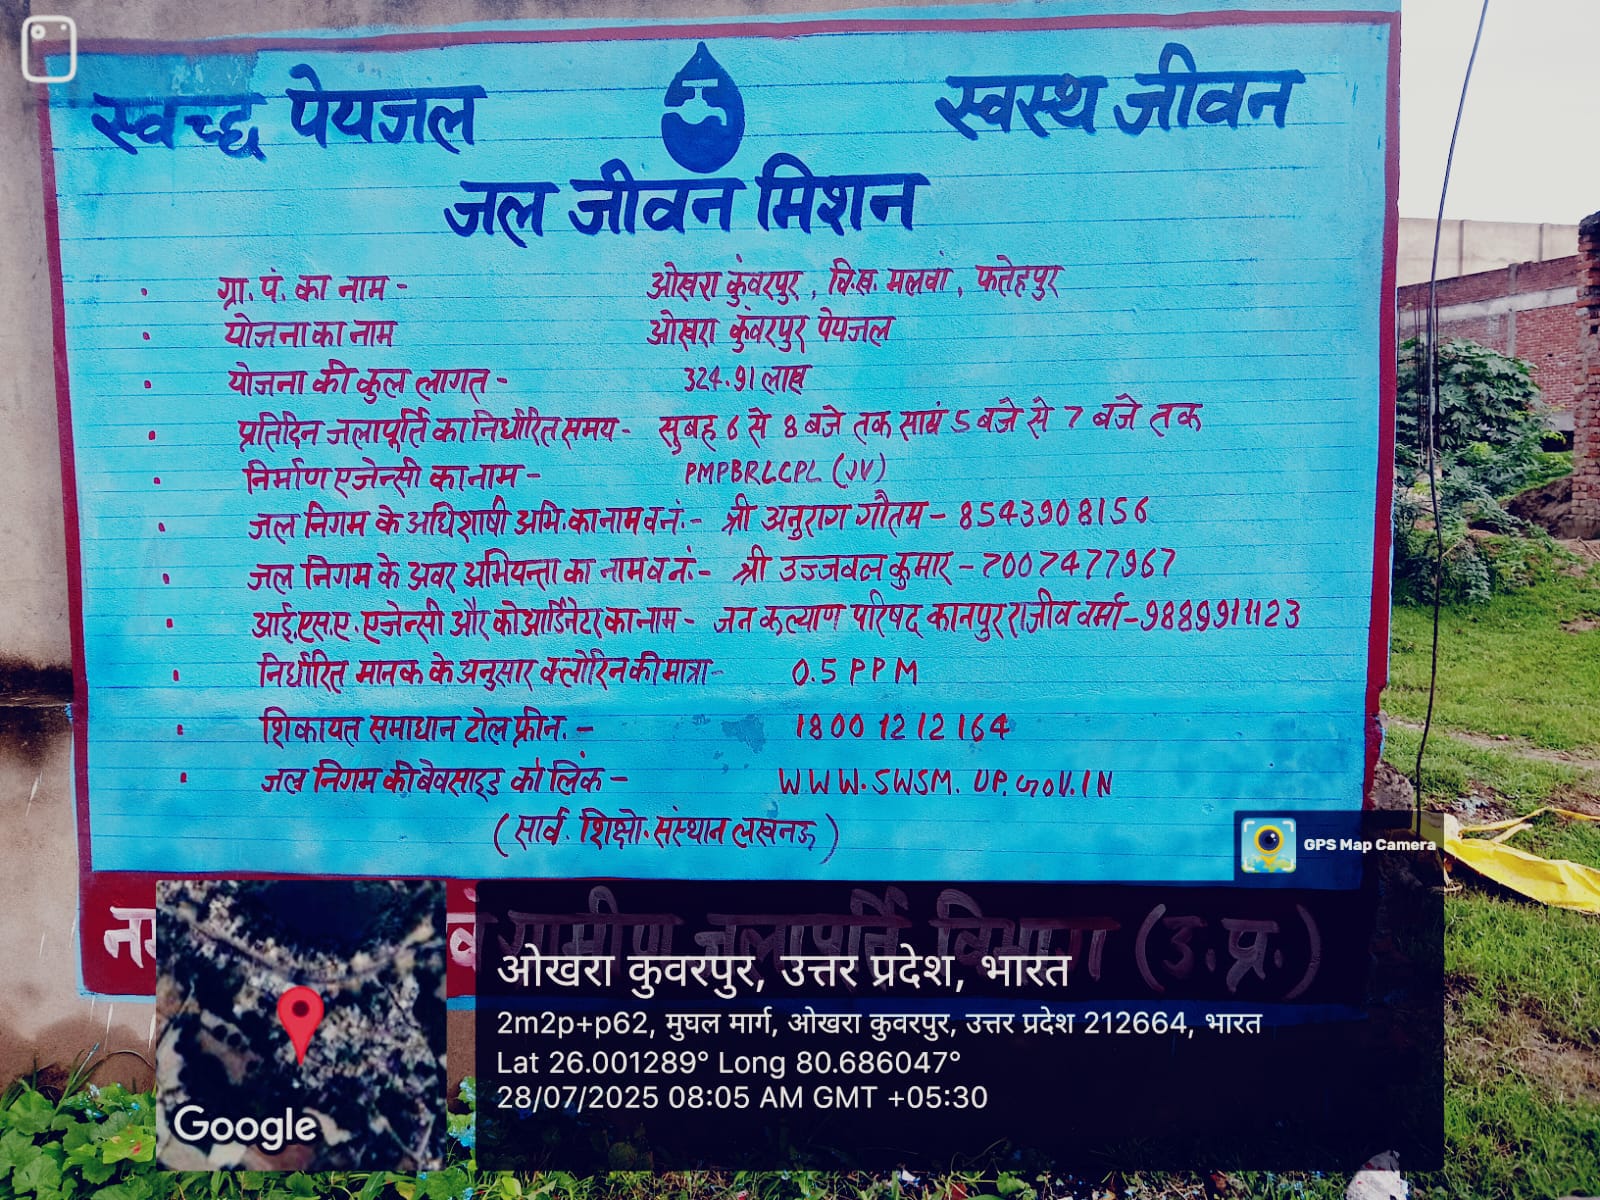 स्वच्छ पेयजल
स्वस्थ जीवन
जल जीवन मिशन
ग्रा. पं. का नाम - ओखरा कुंवरपुर, वि.ख. मलवां, फतेहपुर
योजना का नाम ओखरा कुंवरपुर पेयजल
योजना की कुल लागत - 324.91 लाख
प्रतिदिन जलापूर्ति का निर्धारित समय - सुबह 6 से 8 बजे तक सायं 5 बजे से 7 बजे तक
निर्माण एजेन्सी का नाम - PMPBRLCPL (JV)
जल निगम के अधिशाषी अभि. का नाम व नं. - श्री अनुराग गौतम - 8543908156
जल निगम के अवर अभियन्ता का नाम व नं. - श्री उज्जवल कुमार - 7007477967
आई.एस.ए. एजेन्सी और कोआर्डिनेटर का नाम - जन कल्याण परिषद कानपुर राजीव वर्मा - 9889911123
निर्धारित मानक के अनुसार क्लोरिन की मात्रा - 0.5 PPM
शिकायत समाधान टोल फ्री नं. - 1800 1212 164
जल निगम की बेवसाइड को लिंक - WWW.SWSM.UP.GOV.IN
(सार्व. शिक्षो. संस्थान लखनऊ)
ग्रामीण जलापूर्ति विभाग (उ.प्र.)
GPS Map Camera
ओखरा कुवरपुर, उत्तर प्रदेश, भारत
2m2p+p62, मुघल मार्ग, ओखरा कुवरपुर, उत्तर प्रदेश 212664, भारत
Lat 26.001289° Long 80.686047°
28/07/2025 08:05 AM GMT +05:30
Google